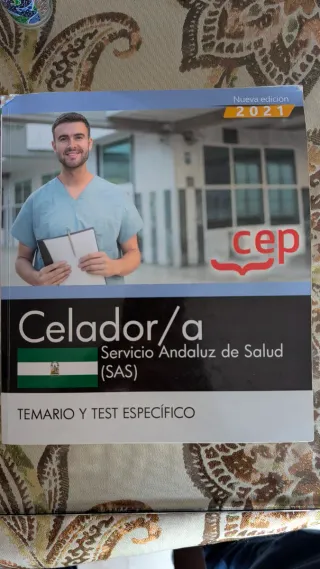 Nueva edición
2021
cep
Celador/a
Servicio Andaluz de Salud
(SAS)
TEMARIO Y TEST ESPECÍFICO